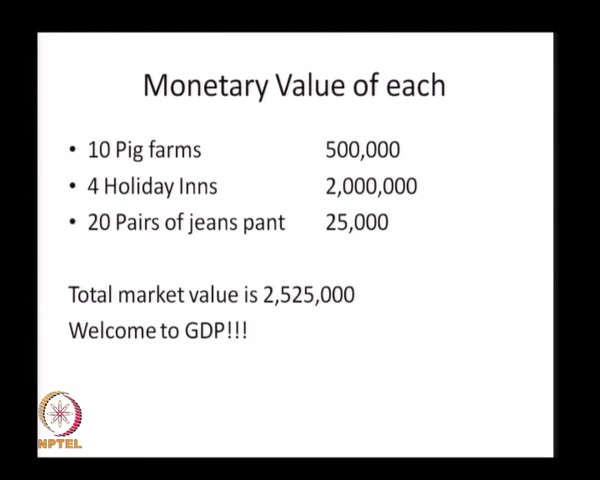 Monetary Value of each
• 10 Pig farms 500,000
• 4 Holiday Inns 2,000,000
• 20 Pairs of jeans pant 25,000
Total market value is 2,525,000
Welcome to GDP!!!
NPTEL